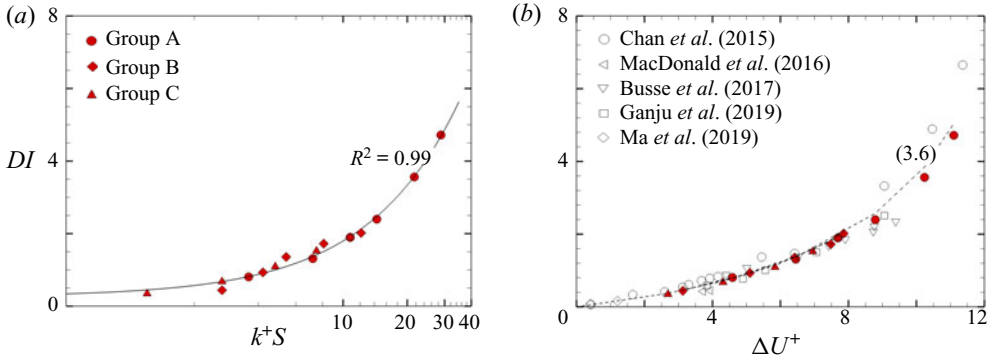 (a)
8
Group A
Group B
Group C
DI
4
R² = 0.99
0
10
20
30
40
k⁺S
(b)
8
Chan et al. (2015)
MacDonald et al. (2016)
Busse et al. (2017)
Ganju et al. (2019)
Ma et al. (2019)
4
(3.6)
0
4
8
12
ΔU⁺